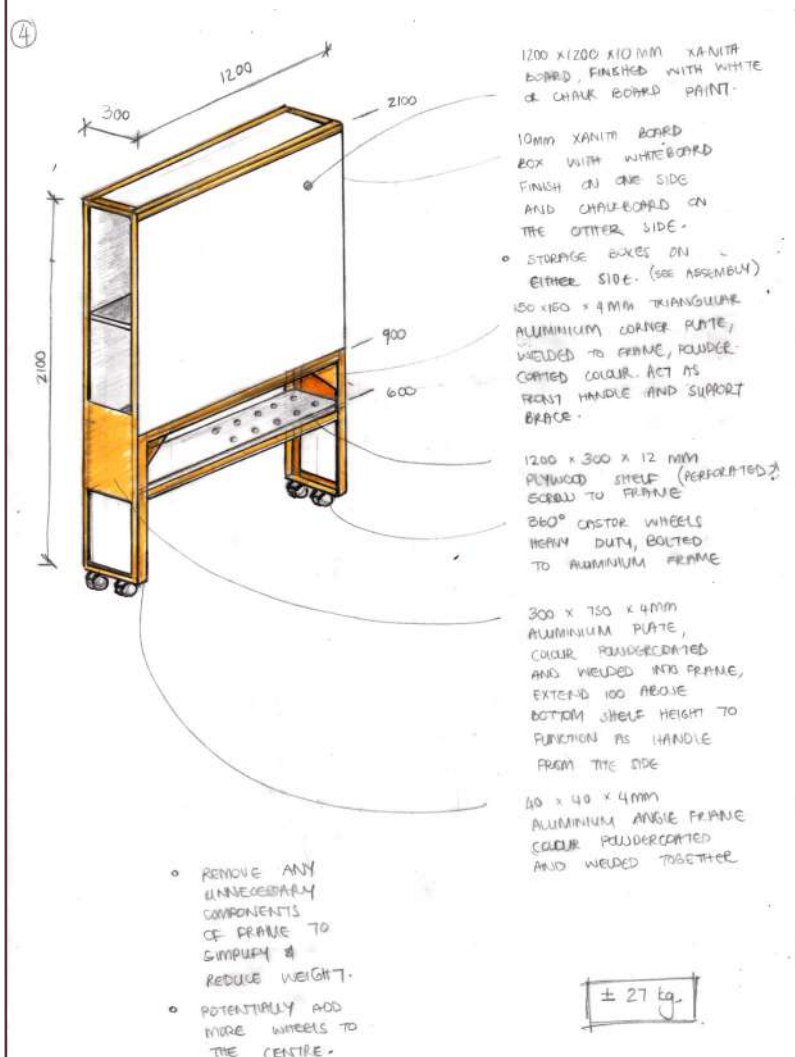 ④
1200
300
2100
2100
900
600
1200 x 1200 x 10 MM XANITA
BOARD, FINISHED WITH WHITE
OR CHALK BOARD PAINT.
10mm XANITA BOARD
BOX WITH WHITEBOARD
FINISH ON ONE SIDE
AND CHALKBOARD ON
THE OTHER SIDE.
° STORAGE BOXES ON
EITHER SIDE. (SEE ASSEMBLY)
150 x 150 x 4MM TRIANGULAR
ALUMINIUM CORNER PLATE,
WELDED TO FRAME, POWDER-
COATED COLOUR. ACT AS
FRONT HANDLE AND SUPPORT
BRACE.
1200 x 300 x 12 MM
PLYWOOD SHELF (PERFORATED?)
SCREW TO FRAME
360° CASTOR WHEELS
HEAVY DUTY, BOLTED
TO ALUMINIUM FRAME
300 x 750 x 4MM
ALUMINIUM PLATE,
COLOUR POWDERCOATED
AND WELDED INTO FRAME,
EXTEND 100 ABOVE
BOTTOM SHELF HEIGHT TO
FUNCTION AS HANDLE
FROM THE SIDE
40 x 40 x 4MM
ALUMINIUM ANGLE FRAME
COLOUR POWDERCOATED
AND WELDED TOGETHER
° REMOVE ANY
UNNECESSARY
COMPONENTS
OF FRAME TO
SIMPLIFY &
REDUCE WEIGHT.
° POTENTIALLY ADD
MORE WHEELS TO
THE CENTRE.
± 27 kg.